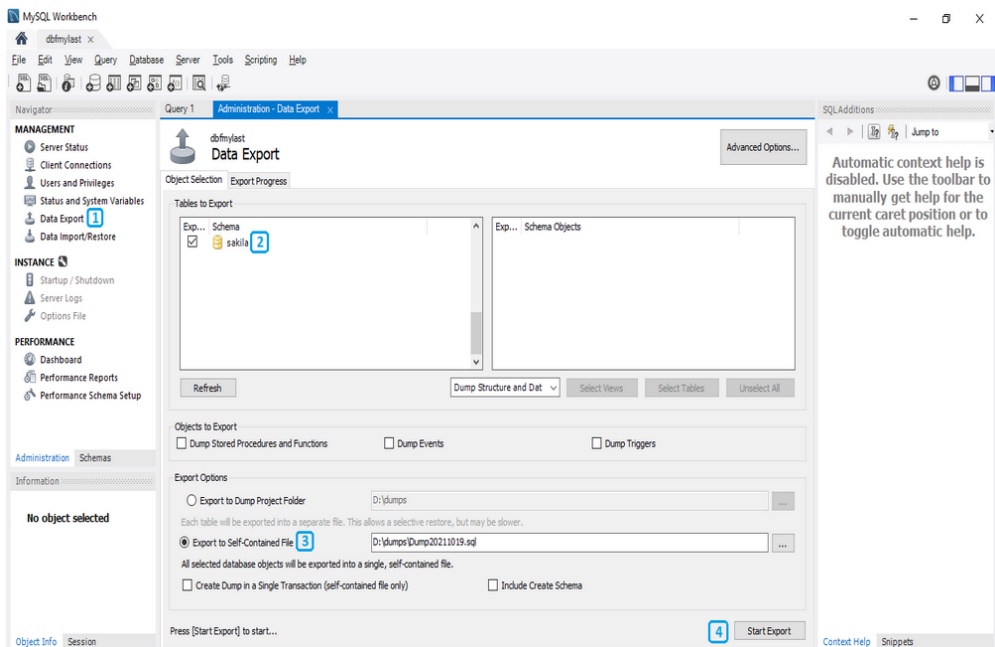 MySQL Workbench
dbfmylast
File Edit View Query Database Server Tools Scripting Help
Navigator
MANAGEMENT
Server Status
Client Connections
Users and Privileges
Status and System Variables
Data Export 1
Data Import/Restore
INSTANCE
Startup / Shutdown
Server Logs
Options File
PERFORMANCE
Dashboard
Performance Reports
Performance Schema Setup
Administration Schemas
Information
No object selected
Object Info Session
Query 1 Administration - Data Export
dbfmylast
Data Export
Advanced Options...
Object Selection Export Progress
Tables to Export
Exp... Schema
sakila 2
Exp... Schema Objects
Refresh Dump Structure and Dat Select Views Select Tables Unselect All
Objects to Export
Dump Stored Procedures and Functions Dump Events Dump Triggers
Export Options
Export to Dump Project Folder D:\dumps ...
Each table will be exported into a separate file. This allows a selective restore, but may be slower.
Export to Self-Contained File 3 D:\dumps\Dump20211019.sql ...
All selected database objects will be exported into a single, self-contained file.
Create Dump in a Single Transaction (self-contained file only) Include Create Schema
Press [Start Export] to start... 4 Start Export
SQLAdditions
Jump to
Automatic context help is
disabled. Use the toolbar to
manually get help for the
current caret position or to
toggle automatic help.
Context Help Snippets